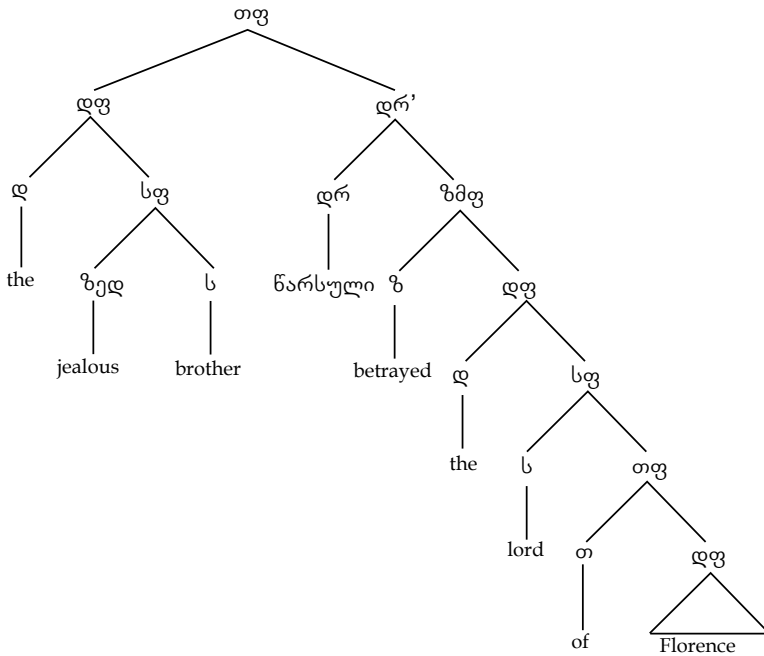 თფ
დფ დრ’
დ სფ დრ ზმფ
the ზედ ს წარსული ზ დფ
jealous brother betrayed დ სფ
the ს თფ
lord თ დფ
of Florence